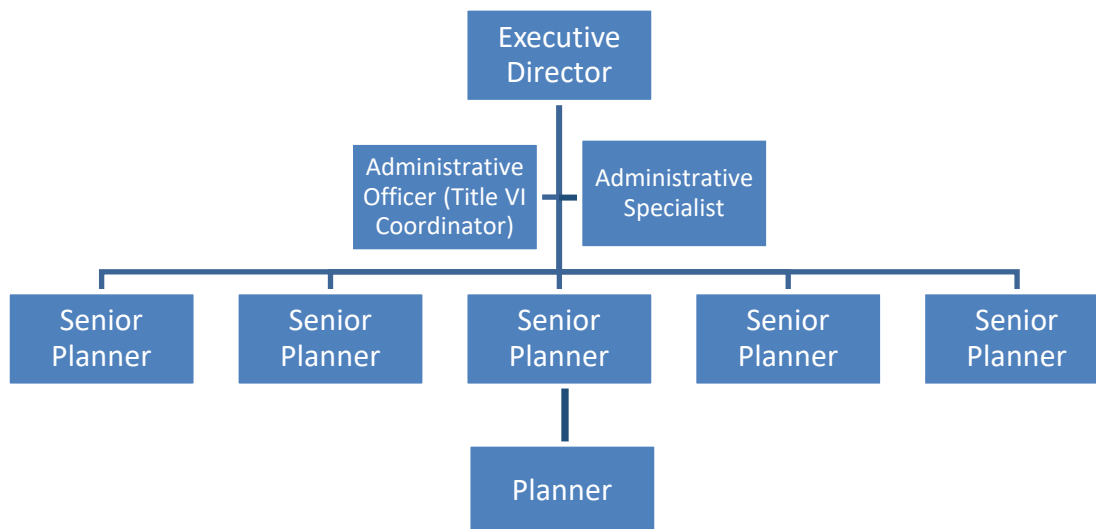 Executive
Director
Administrative
Officer (Title VI
Coordinator)
Administrative
Specialist
Senior
Planner
Senior
Planner
Senior
Planner
Senior
Planner
Senior
Planner
Planner